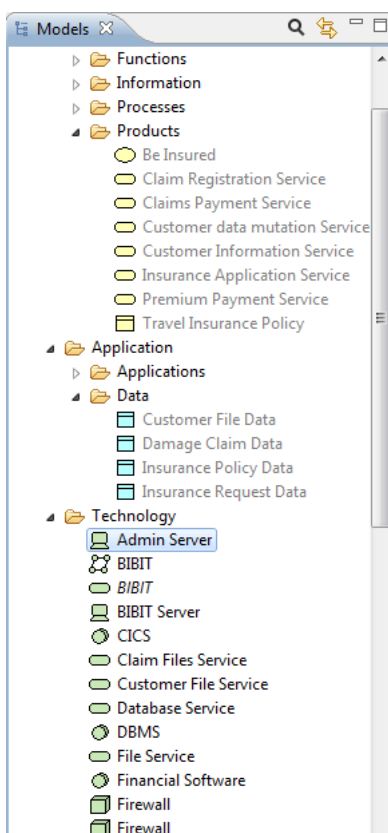 Models
Functions
Information
Processes
Products
Be Insured
Claim Registration Service
Claims Payment Service
Customer data mutation Service
Customer Information Service
Insurance Application Service
Premium Payment Service
Travel Insurance Policy
Application
Applications
Data
Customer File Data
Damage Claim Data
Insurance Policy Data
Insurance Request Data
Technology
Admin Server
BIBIT
BIBIT
BIBIT Server
CICS
Claim Files Service
Customer File Service
Database Service
DBMS
File Service
Financial Software
Firewall
Firewall